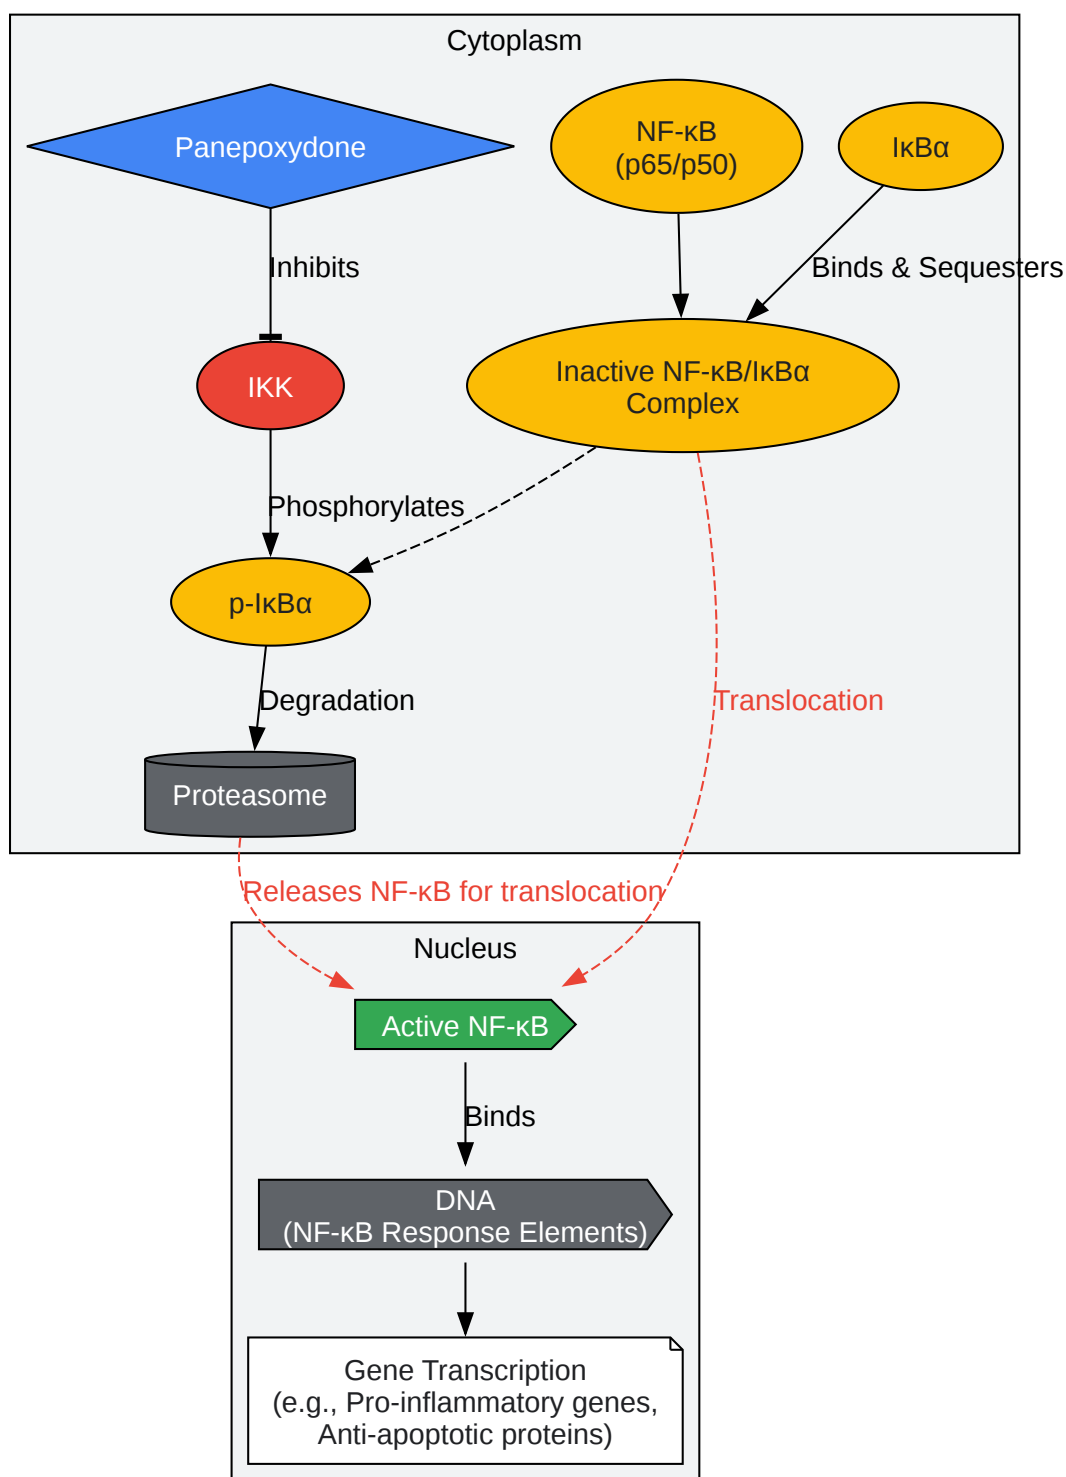 Cytoplasm
Panepoxydone
NF-κB
(p65/p50)
IκBα
Inhibits
Binds & Sequesters
IKK
Inactive NF-κB/IκBα
Complex
Phosphorylates
p-IκBα
Degradation
Translocation
Proteasome
Releases NF-κB for translocation
Nucleus
Active NF-κB
Binds
DNA
(NF-κB Response Elements)
Gene Transcription
(e.g., Pro-inflammatory genes,
Anti-apoptotic proteins)